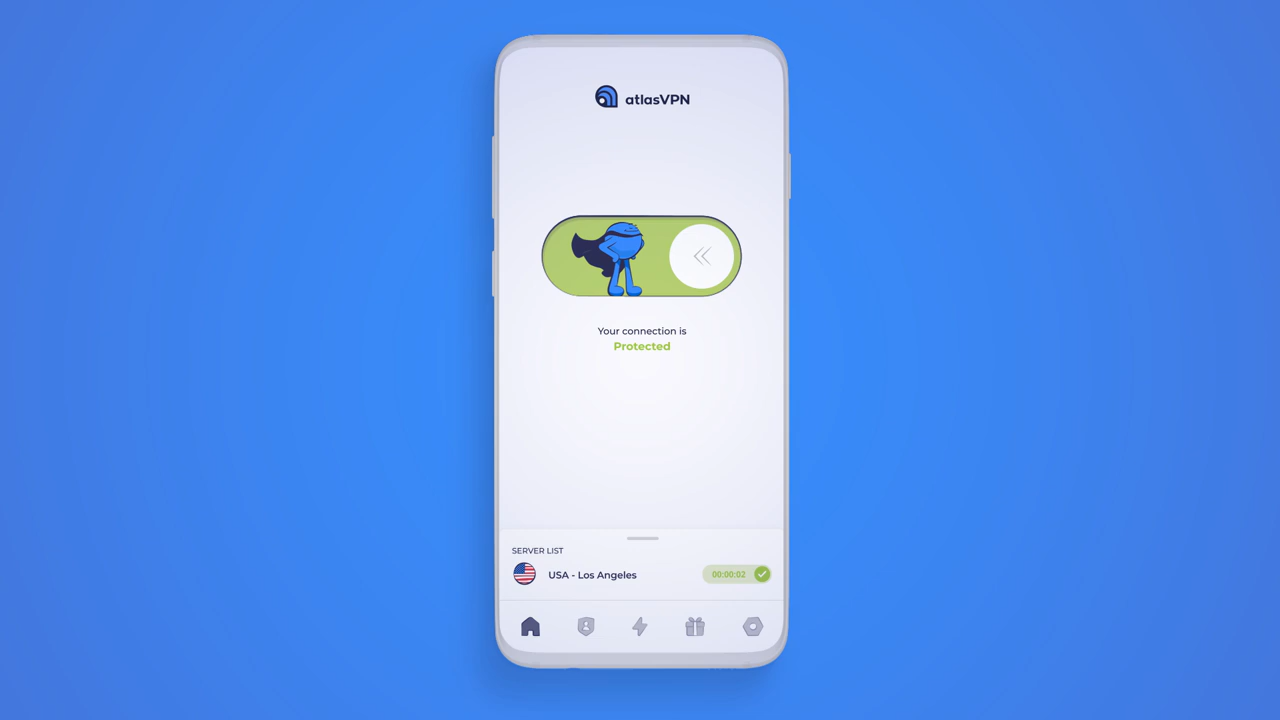 atlasVPN
Your connection is
Protected
SERVER LIST
USA - Los Angeles
00:00:02